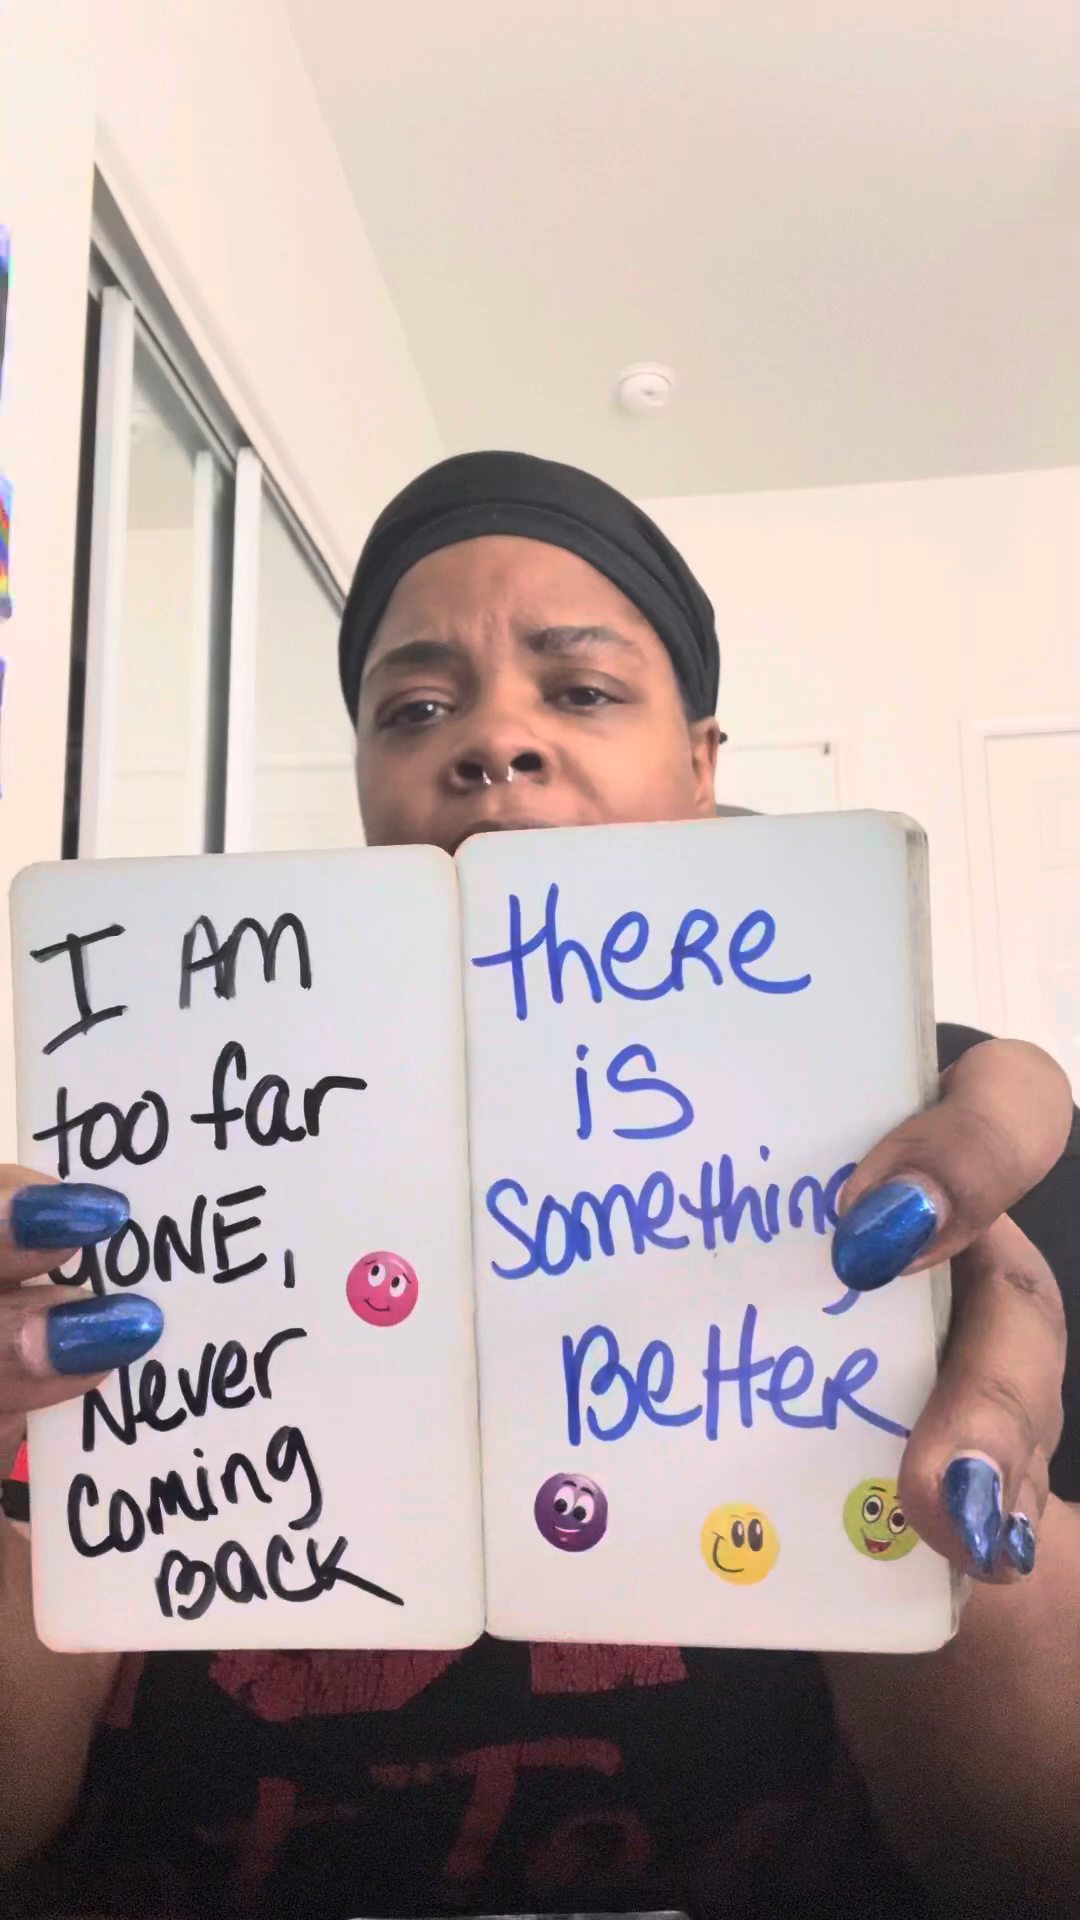 I AM
too far
GONE,
Never
Coming
BACK
theRe
is
Something
BetteR